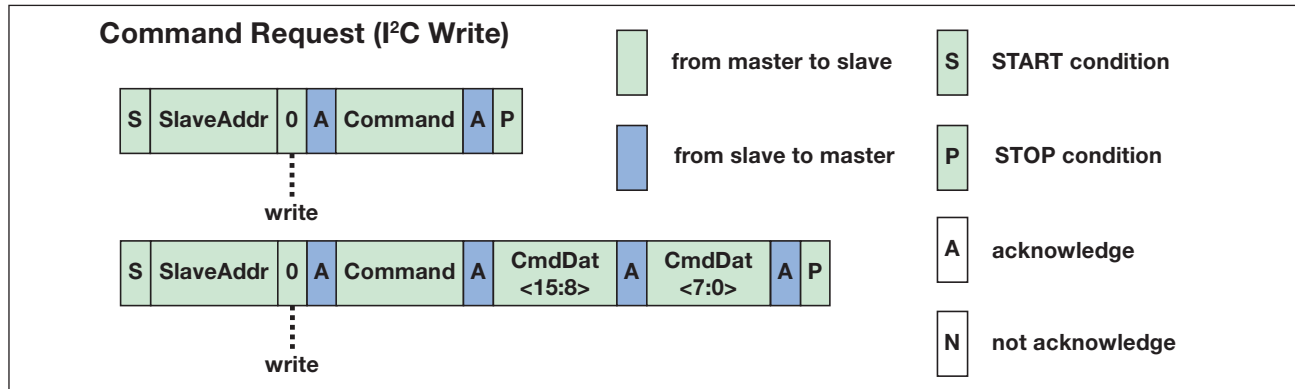 Command Request (I²C Write)
S SlaveAddr 0 A Command A P
write
S SlaveAddr 0 A Command A CmdDat <15:8> A CmdDat <7:0> A P
write
from master to slave
from slave to master
S START condition
P STOP condition
A acknowledge
N not acknowledge